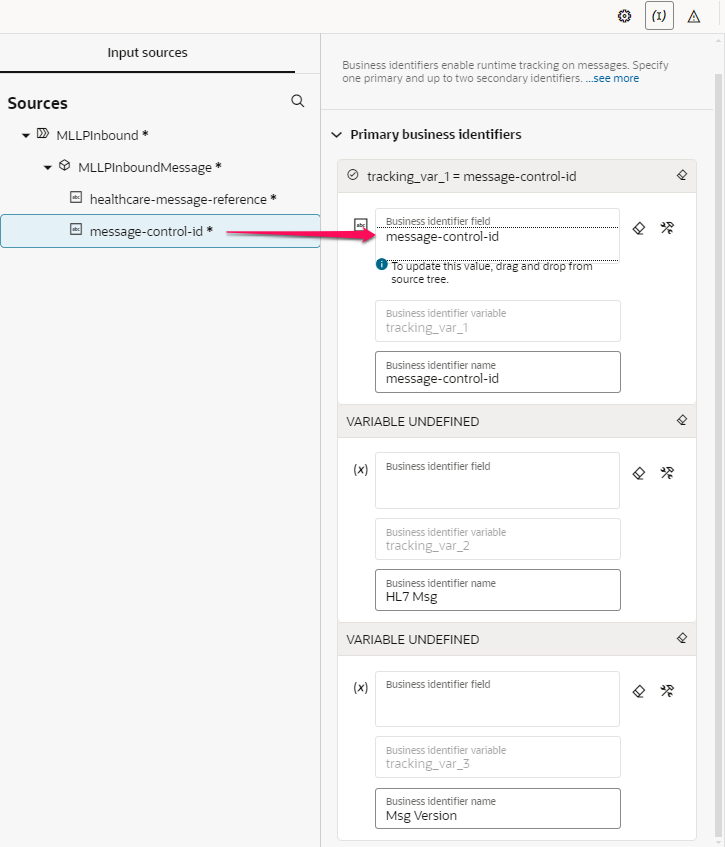 (I)
Input sources
Sources
MLLPInbound *
MLLPInboundMessage *
abc healthcare-message-reference *
abc message-control-id *
Business identifiers enable runtime tracking on messages. Specify
one primary and up to two secondary identifiers. ...see more
Primary business identifiers
tracking_var_1 = message-control-id
abc
Business identifier field
message-control-id
i To update this value, drag and drop from
source tree.
Business identifier variable
tracking_var_1
Business identifier name
message-control-id
VARIABLE UNDEFINED
(x)
Business identifier field
Business identifier variable
tracking_var_2
Business identifier name
HL7 Msg
VARIABLE UNDEFINED
(x)
Business identifier field
Business identifier variable
tracking_var_3
Business identifier name
Msg Version